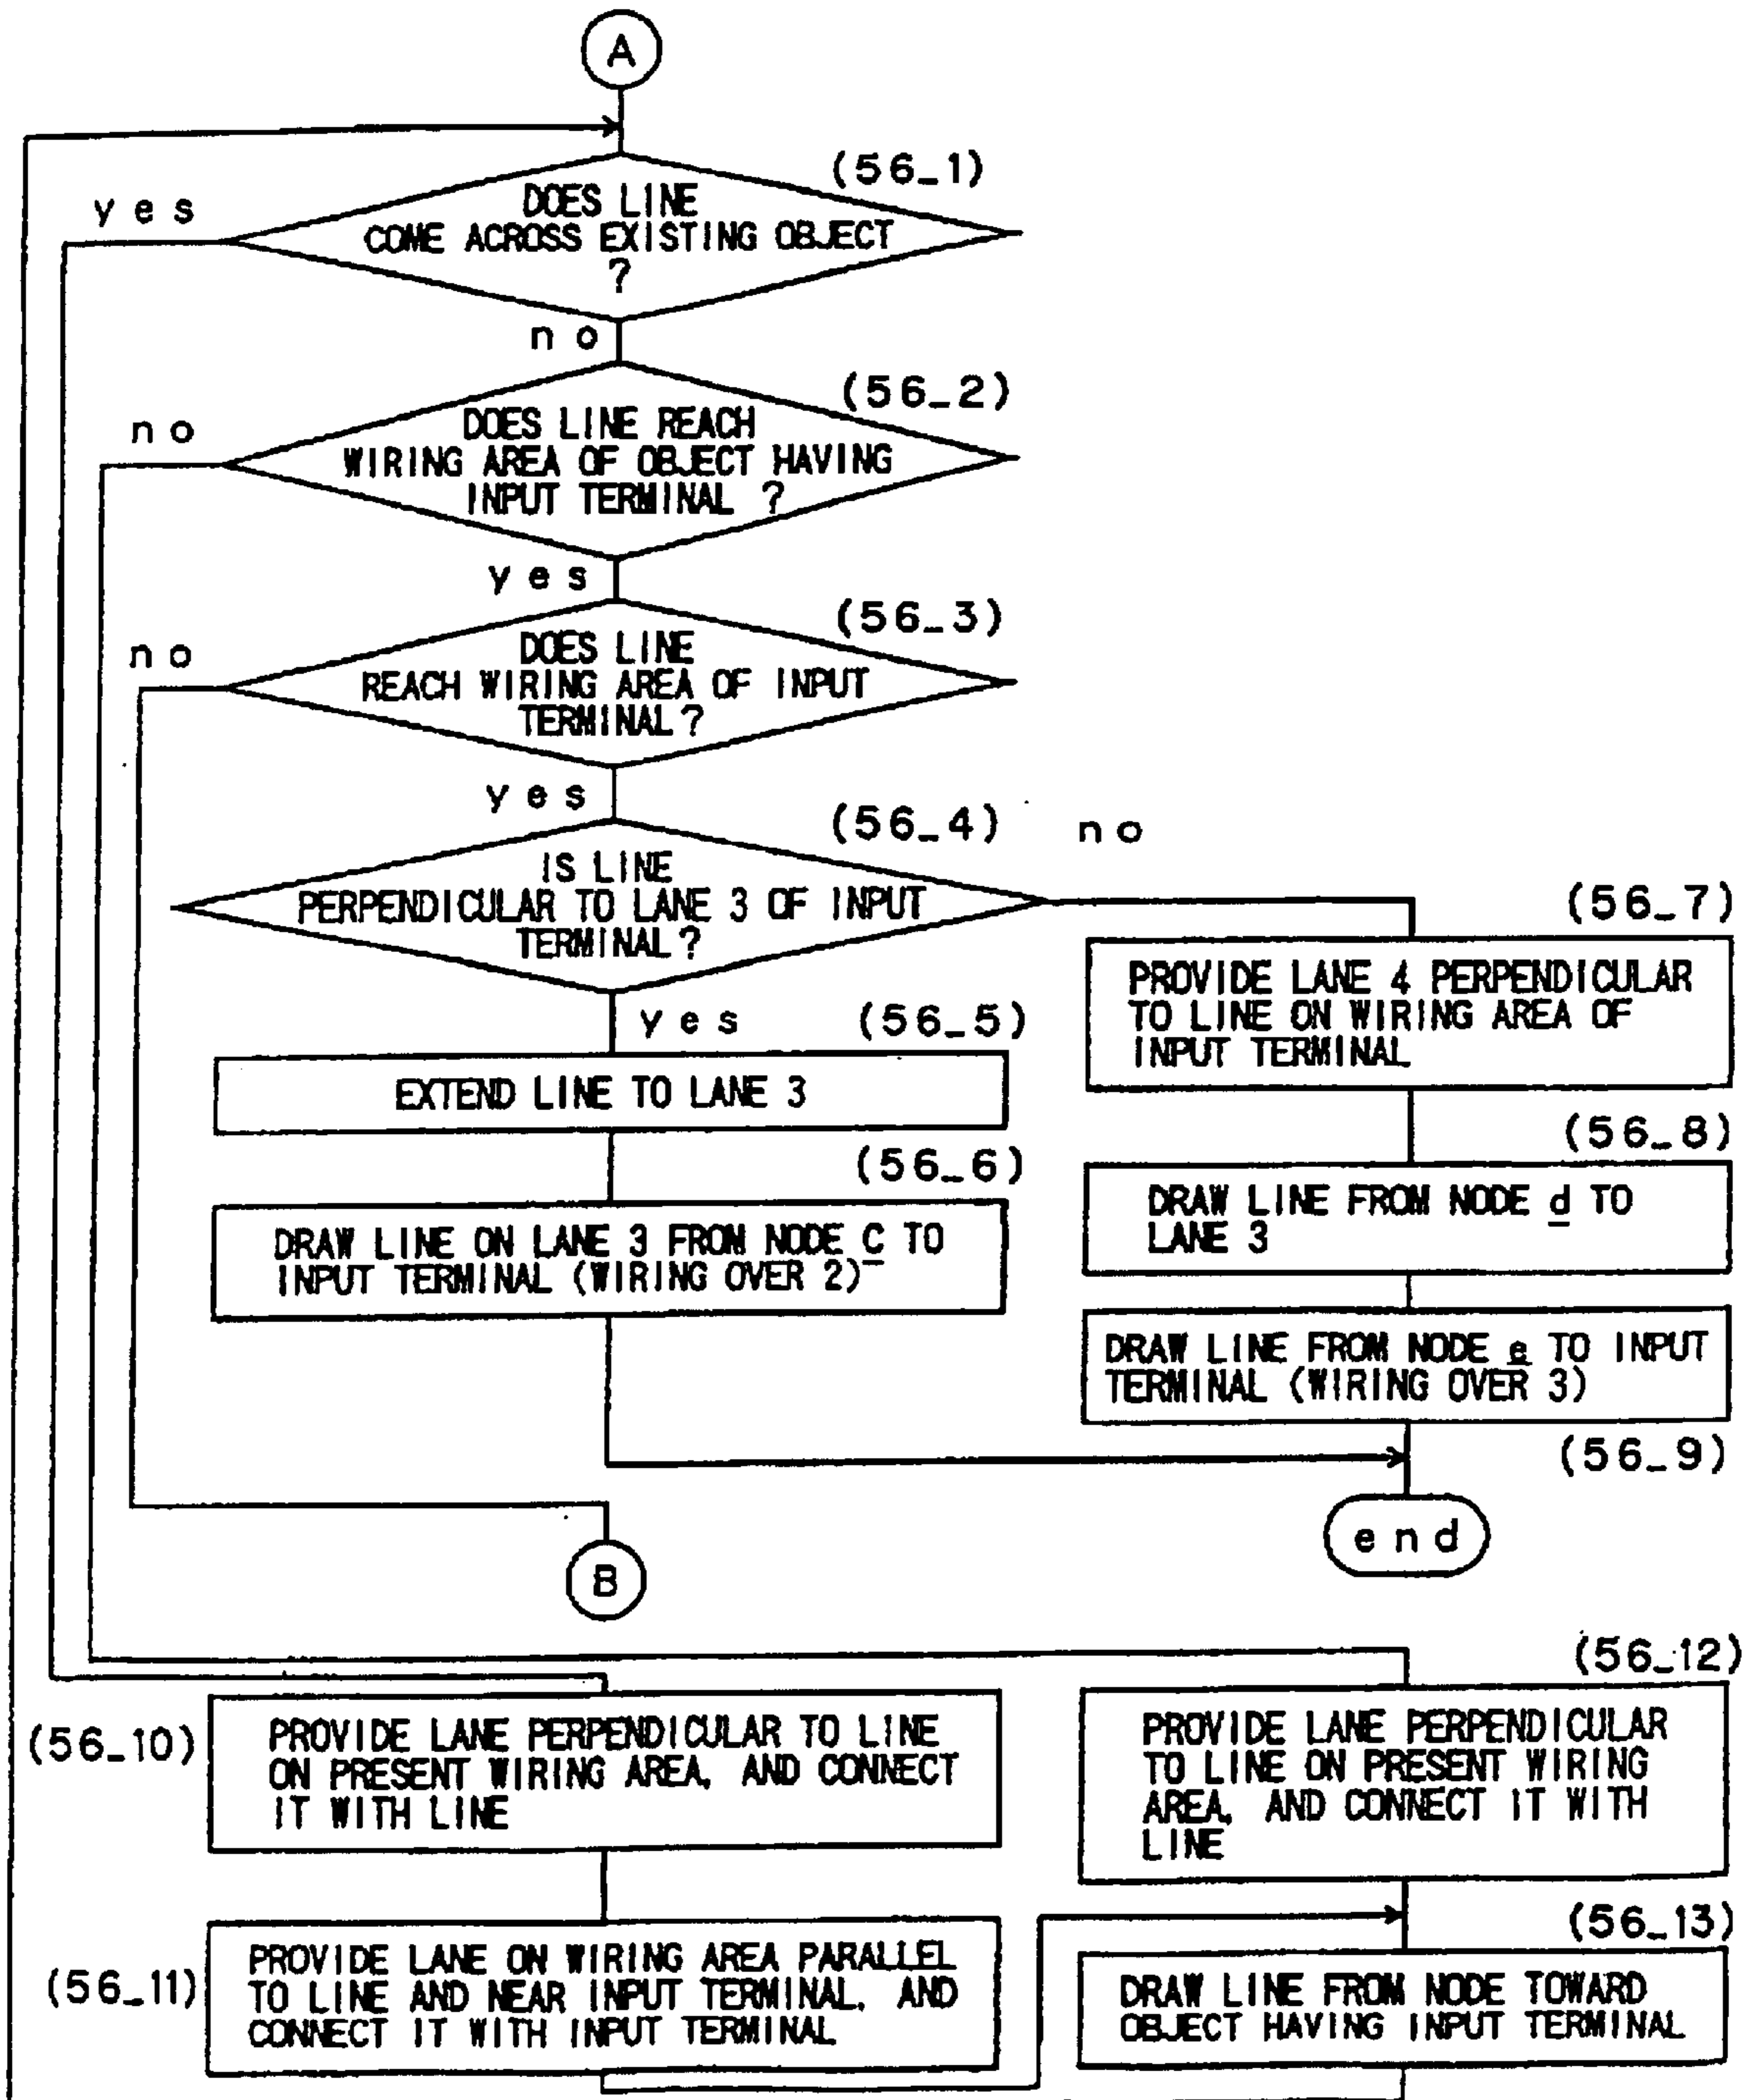 A
(56_1)
yes
DOES LINE
COME ACROSS EXISTING OBJECT
?
no
(56_2)
no
DOES LINE REACH
WIRING AREA OF OBJECT HAVING
INPUT TERMINAL ?
yes
(56_3)
no
DOES LINE
REACH WIRING AREA OF INPUT
TERMINAL?
yes
(56_4)
no
IS LINE
PERPENDICULAR TO LANE 3 OF INPUT
TERMINAL?
yes
(56_5)
EXTEND LINE TO LANE 3
(56_6)
DRAW LINE ON LANE 3 FROM NODE C TO
INPUT TERMINAL (WIRING OVER 2)
(56_7)
PROVIDE LANE 4 PERPENDICULAR
TO LINE ON WIRING AREA OF
INPUT TERMINAL
(56_8)
DRAW LINE FROM NODE d TO
LANE 3
DRAW LINE FROM NODE e TO INPUT
TERMINAL (WIRING OVER 3)
(56_9)
end
B
(56_10)
PROVIDE LANE PERPENDICULAR TO LINE
ON PRESENT WIRING AREA, AND CONNECT
IT WITH LINE
(56_12)
PROVIDE LANE PERPENDICULAR
TO LINE ON PRESENT WIRING
AREA, AND CONNECT IT WITH
LINE
(56_11)
PROVIDE LANE ON WIRING AREA PARALLEL
TO LINE AND NEAR INPUT TERMINAL, AND
CONNECT IT WITH INPUT TERMINAL
(56_13)
DRAW LINE FROM NODE TOWARD
OBJECT HAVING INPUT TERMINAL